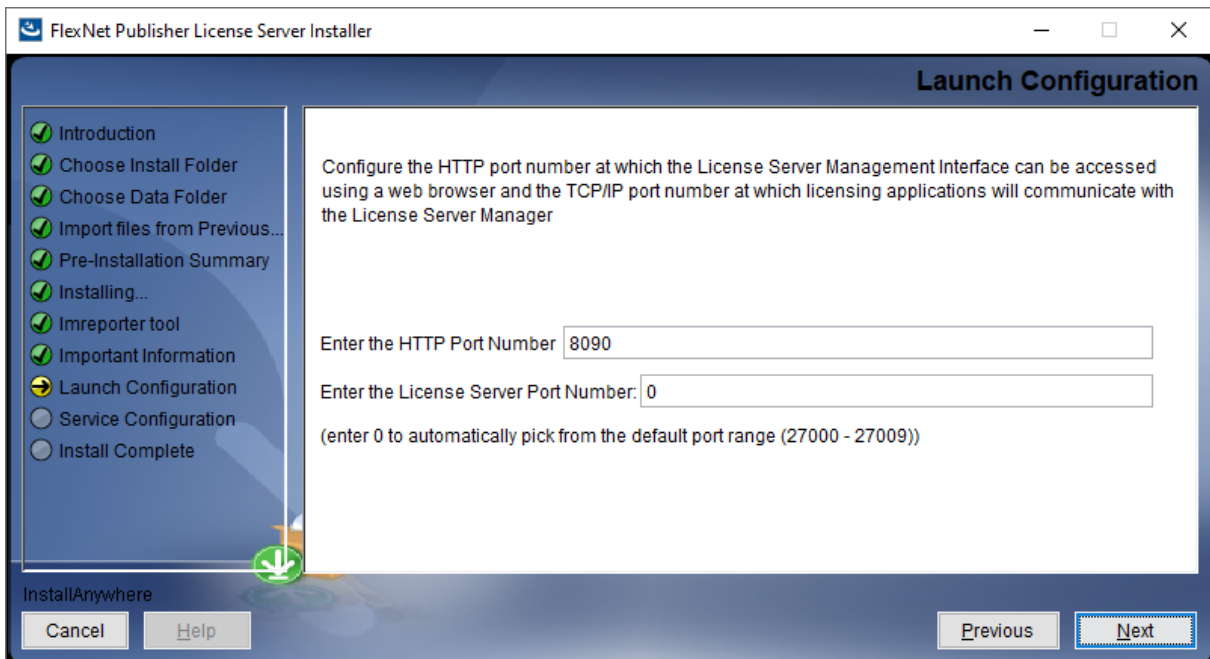 FlexNet Publisher License Server Installer
Launch Configuration
Introduction
Choose Install Folder
Choose Data Folder
Import files from Previous...
Pre-Installation Summary
Installing...
lmreporter tool
Important Information
Launch Configuration
Service Configuration
Install Complete
Configure the HTTP port number at which the License Server Management Interface can be accessed
using a web browser and the TCP/IP port number at which licensing applications will communicate with
the License Server Manager
Enter the HTTP Port Number 8090
Enter the License Server Port Number: 0
(enter 0 to automatically pick from the default port range (27000 - 27009))
InstallAnywhere
Cancel Help Previous Next